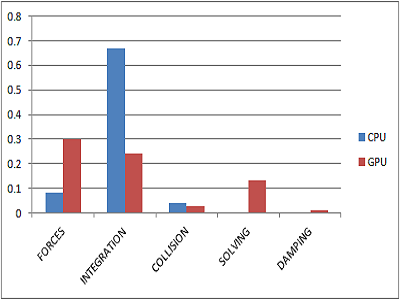 0.8
0.7
0.6
0.5
0.4
0.3
0.2
0.1
0
FORCES
INTEGRATION
COLLISION
SOLVING
DAMPING
CPU
GPU